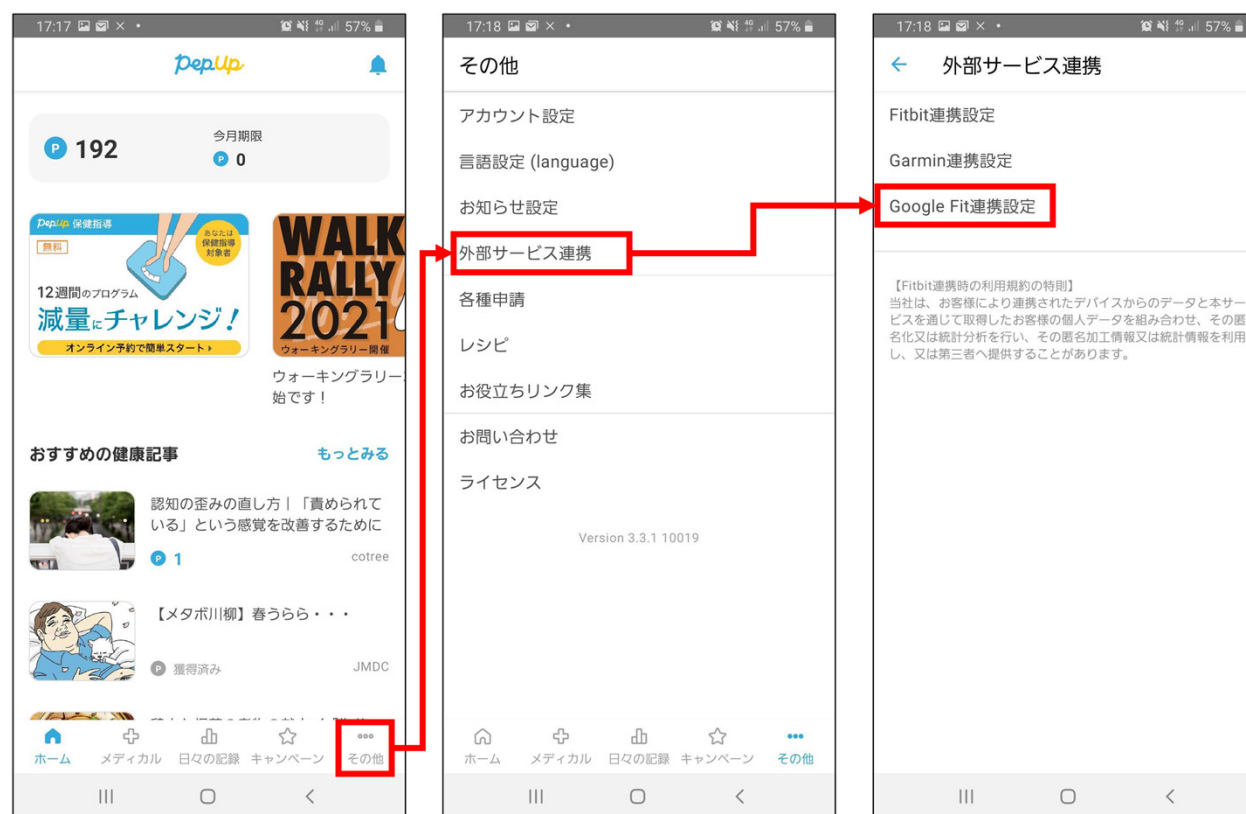 17:17
4G
57%
PepUp
P 192
今月期限
P 0
PepUp 保健指導
無料
あなたは
保健指導
対象者
12週間のプログラム
減量にチャレンジ！
オンライン予約で簡単スタート
WALK
RALLY
2021
ウォーキングラリー開催
ウォーキングラリー
始です！
おすすめの健康記事
もっとみる
認知の歪みの直し方｜「責められて
いる」という感覚を改善するために
P 1
cotree
【メタボ川柳】春うらら・・・
P 獲得済み
JMDC
ホーム
メディカル
日々の記録
キャンペーン
その他
17:18
4G
57%
その他
アカウント設定
言語設定 (language)
お知らせ設定
外部サービス連携
各種申請
レシピ
お役立ちリンク集
お問い合わせ
ライセンス
Version 3.3.1 10019
ホーム
メディカル
日々の記録
キャンペーン
その他
17:18
4G
57%
外部サービス連携
Fitbit連携設定
Garmin連携設定
Google Fit連携設定
【Fitbit連携時の利用規約の特則】
当社は、お客様により連携されたデバイスからのデータと本サー
ビスを通じて取得したお客様の個人データを組み合わせ、その匿
名化又は統計分析を行い、その匿名加工情報又は統計情報を利用
し、又は第三者へ提供することがあります。